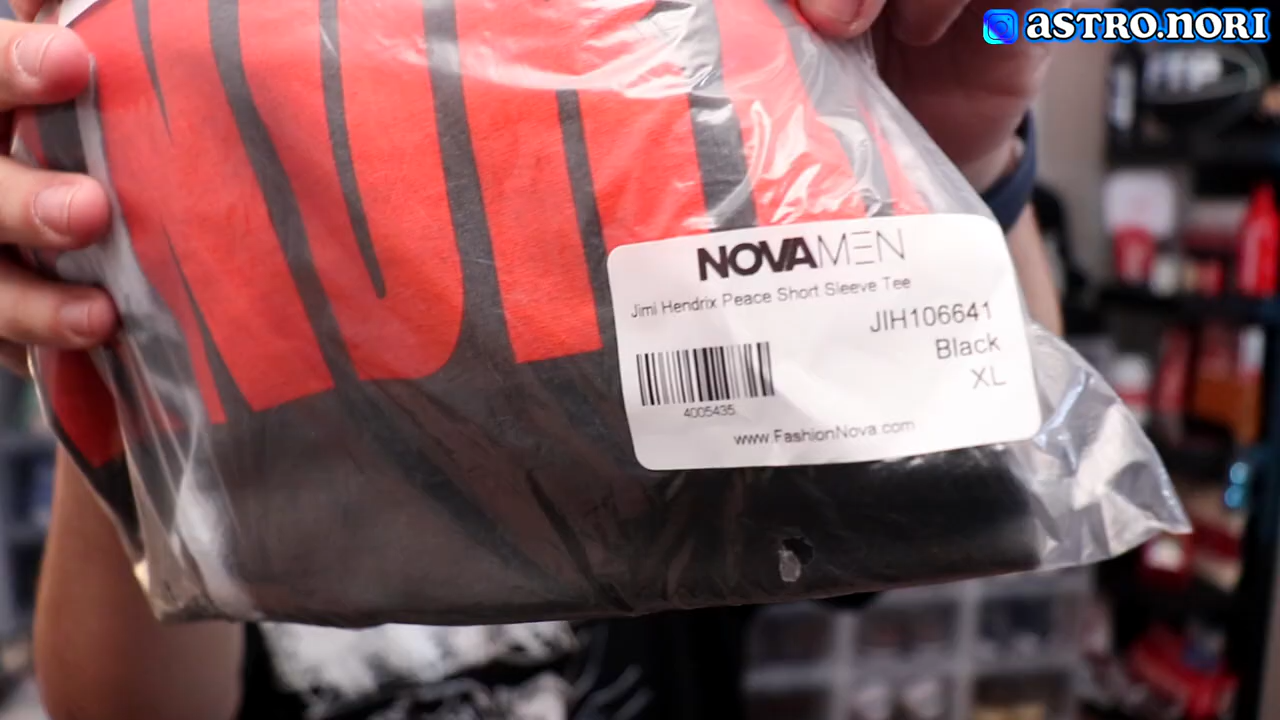 astro.nori
NOVAMEN
Jimi Hendrix Peace Short Sleeve Tee
JIH106641
Black
XL
4005435
www.FashionNova.com